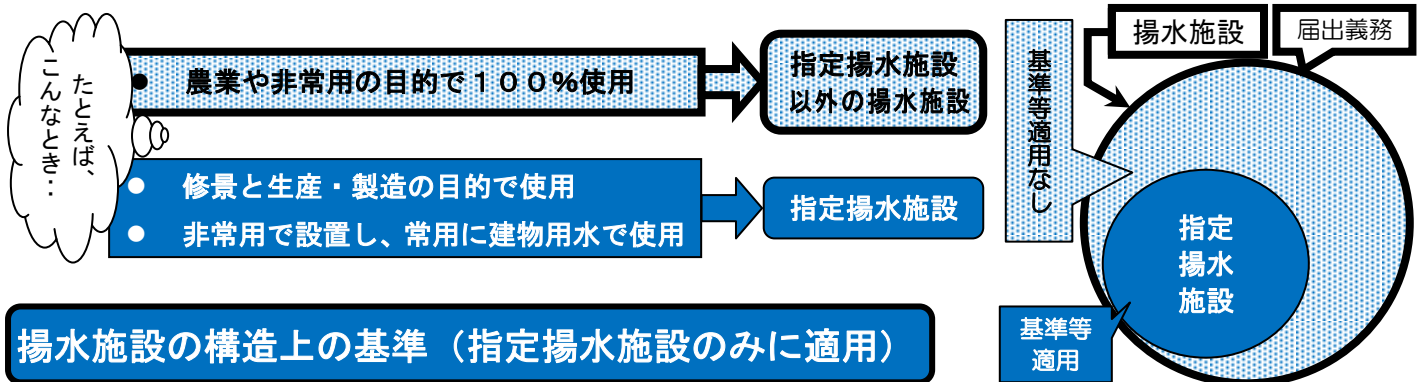 たとえば、
こんなとき‥
● 農業や非常用の目的で１００％使用
指定揚水施設
以外の揚水施設
● 修景と生産・製造の目的で使用
● 非常用で設置し、常用に建物用水で使用
指定揚水施設
基準等適用なし
揚水施設
届出義務
指定
揚水
施設
基準等
適用
揚水施設の構造上の基準（指定揚水施設のみに適用）